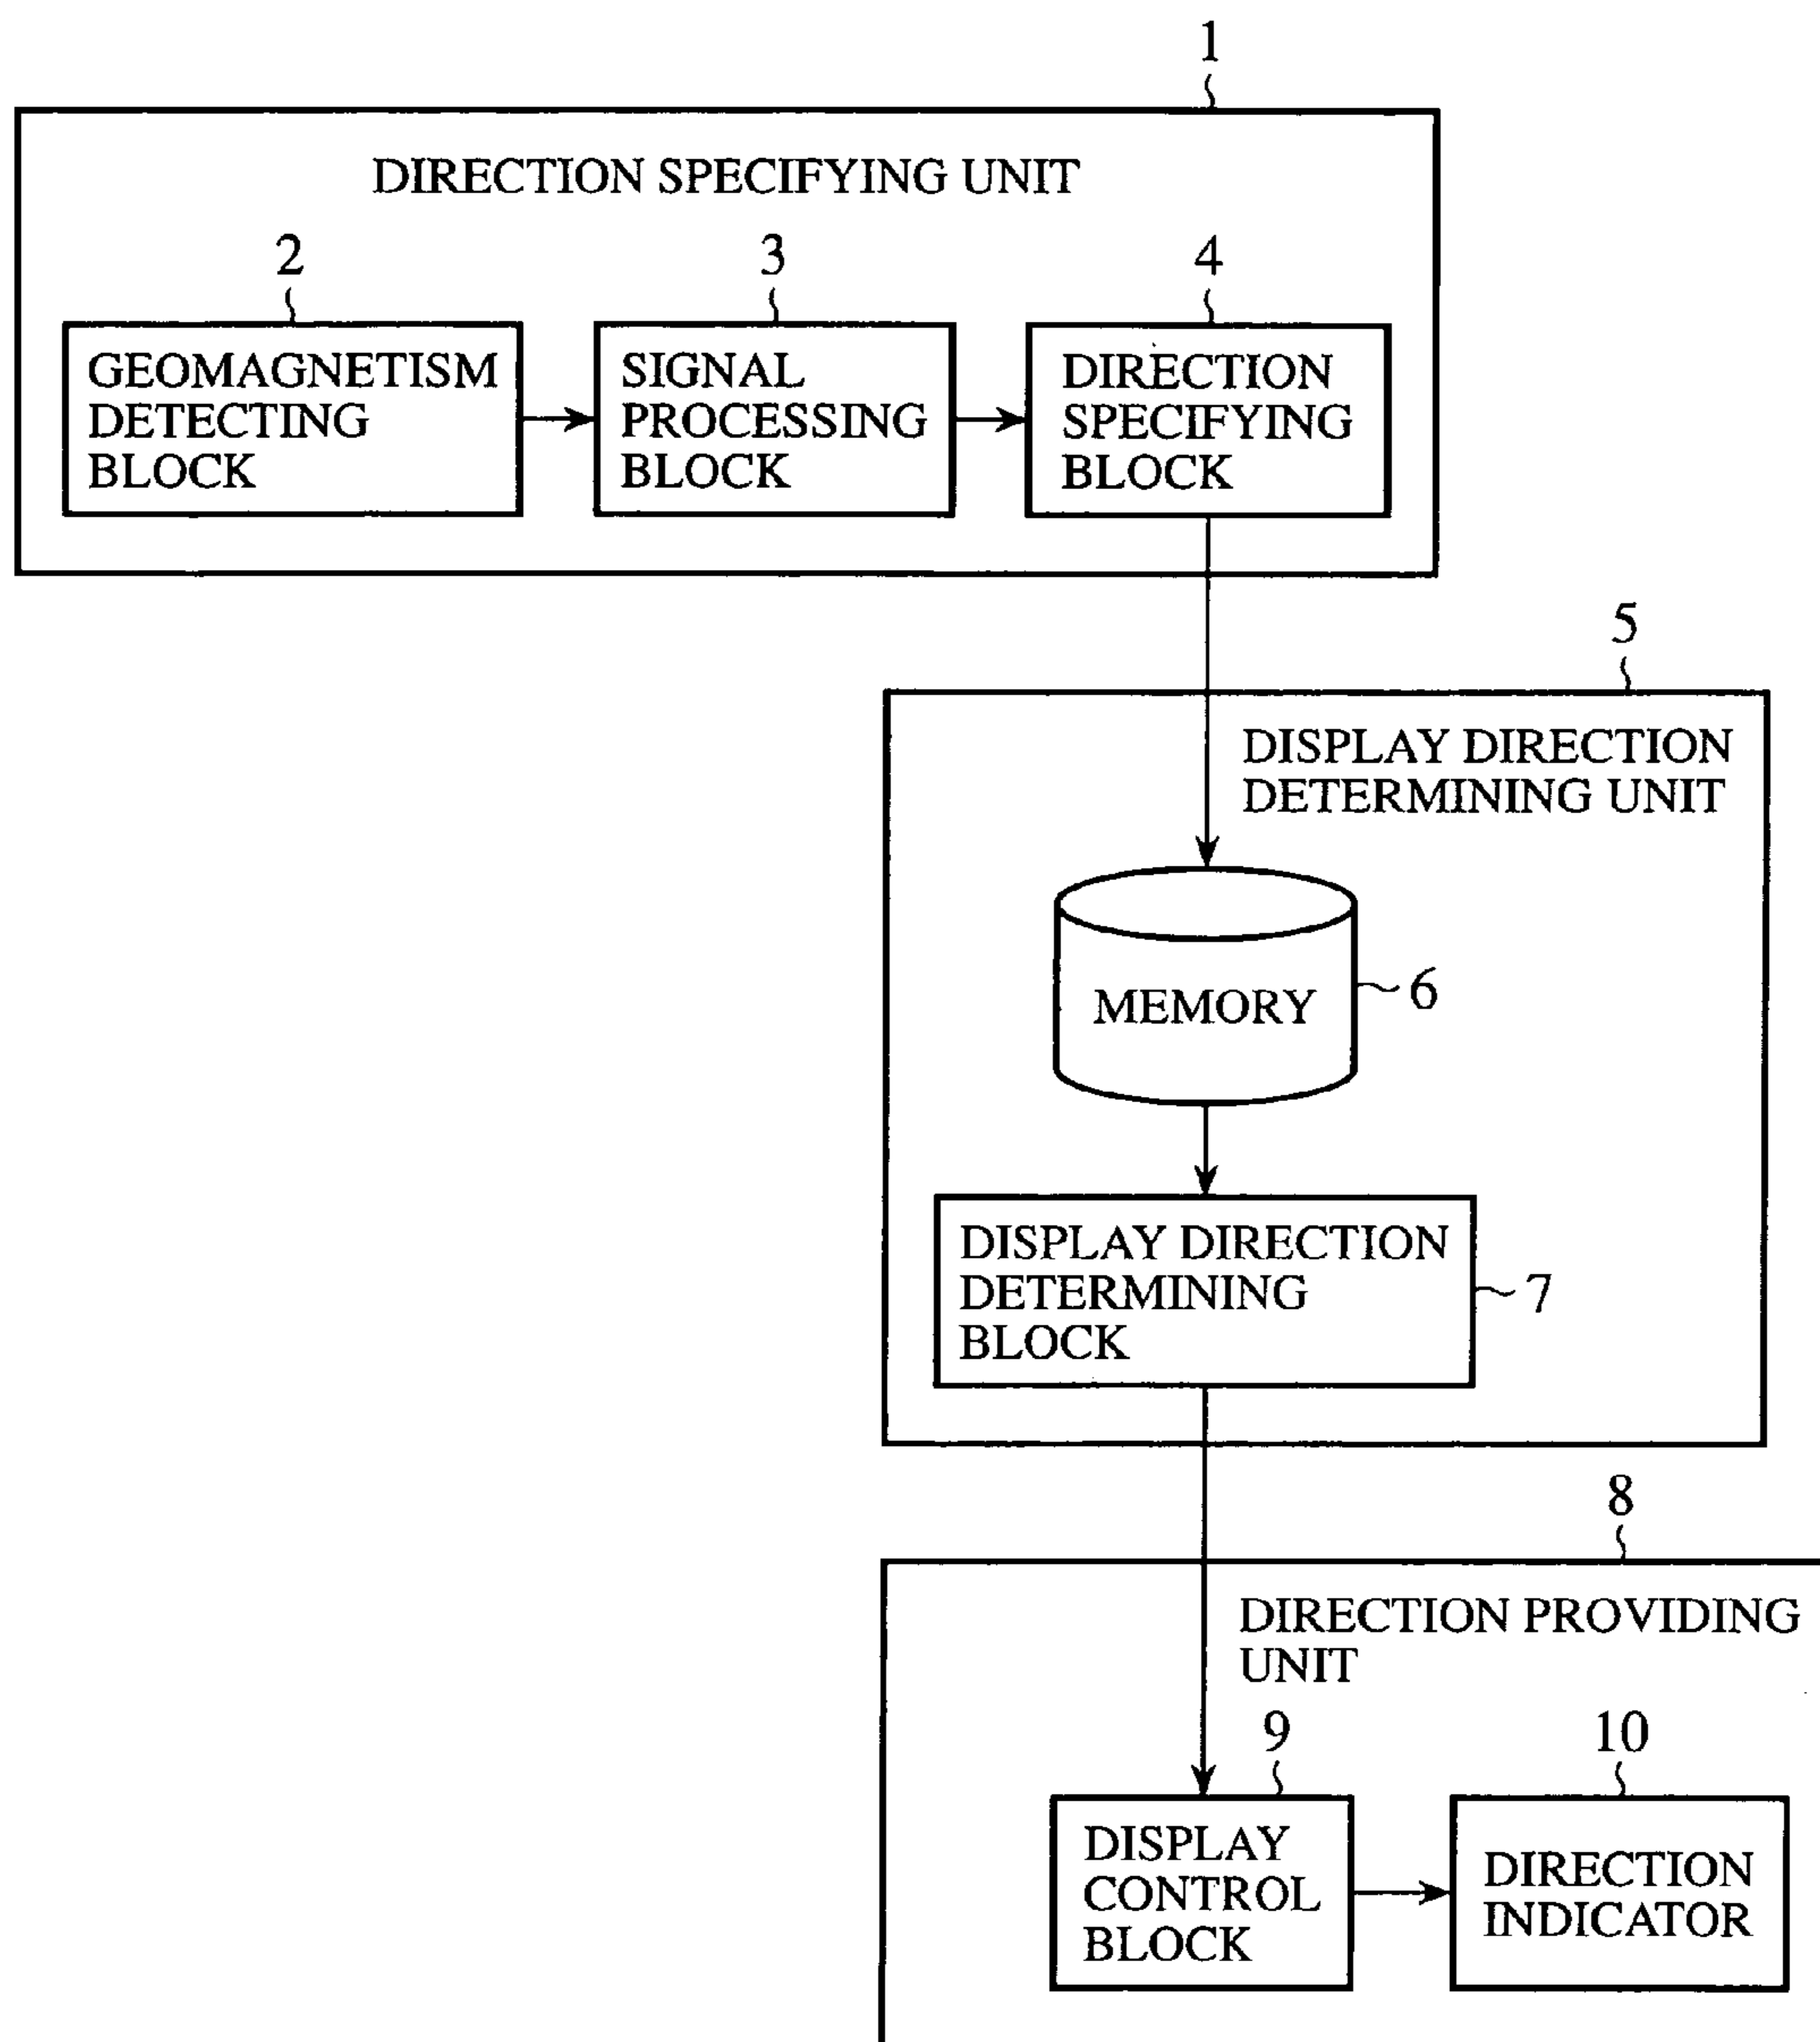 1
DIRECTION SPECIFYING UNIT
2
3
4
GEOMAGNETISM
DETECTING
BLOCK
SIGNAL
PROCESSING
BLOCK
DIRECTION
SPECIFYING
BLOCK
5
DISPLAY DIRECTION
DETERMINING UNIT
MEMORY
6
DISPLAY DIRECTION
DETERMINING
BLOCK
7
8
DIRECTION PROVIDING
UNIT
9
10
DISPLAY
CONTROL
BLOCK
DIRECTION
INDICATOR